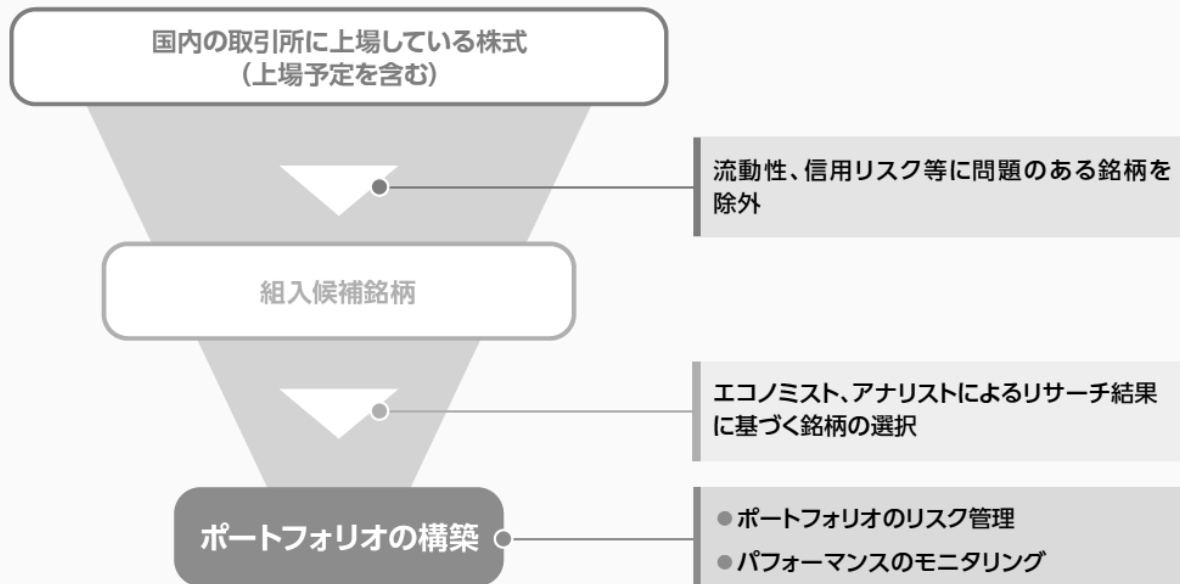 国内の取引所に上場している株式
（上場予定を含む）
流動性、信用リスク等に問題のある銘柄を
除外
組入候補銘柄
エコノミスト、アナリストによるリサーチ結果
に基づく銘柄の選択
ポートフォリオの構築
●ポートフォリオのリスク管理
●パフォーマンスのモニタリング